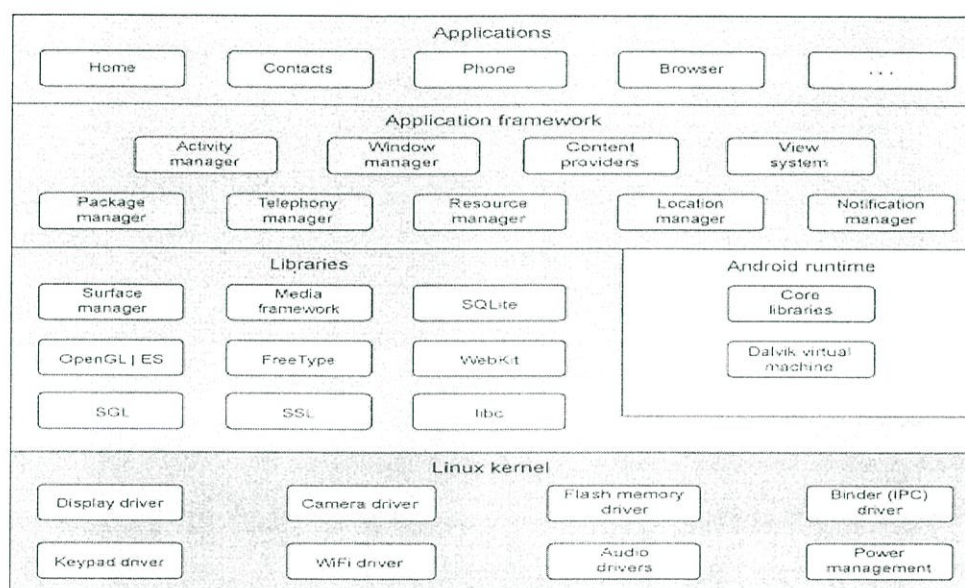 Applications
Home
Contacts
Phone
Browser
...
Application framework
Activity
manager
Window
manager
Content
providers
View
system
Package
manager
Telephony
manager
Resource
manager
Location
manager
Notification
manager
Libraries
Surface
manager
Media
framework
SQLite
OpenGL | ES
FreeType
WebKit
SGL
SSL
libc
Android runtime
Core
libraries
Dalvik virtual
machine
Linux kernel
Display driver
Camera driver
Flash memory
driver
Binder (IPC)
driver
Keypad driver
WiFi driver
Audio
drivers
Power
management